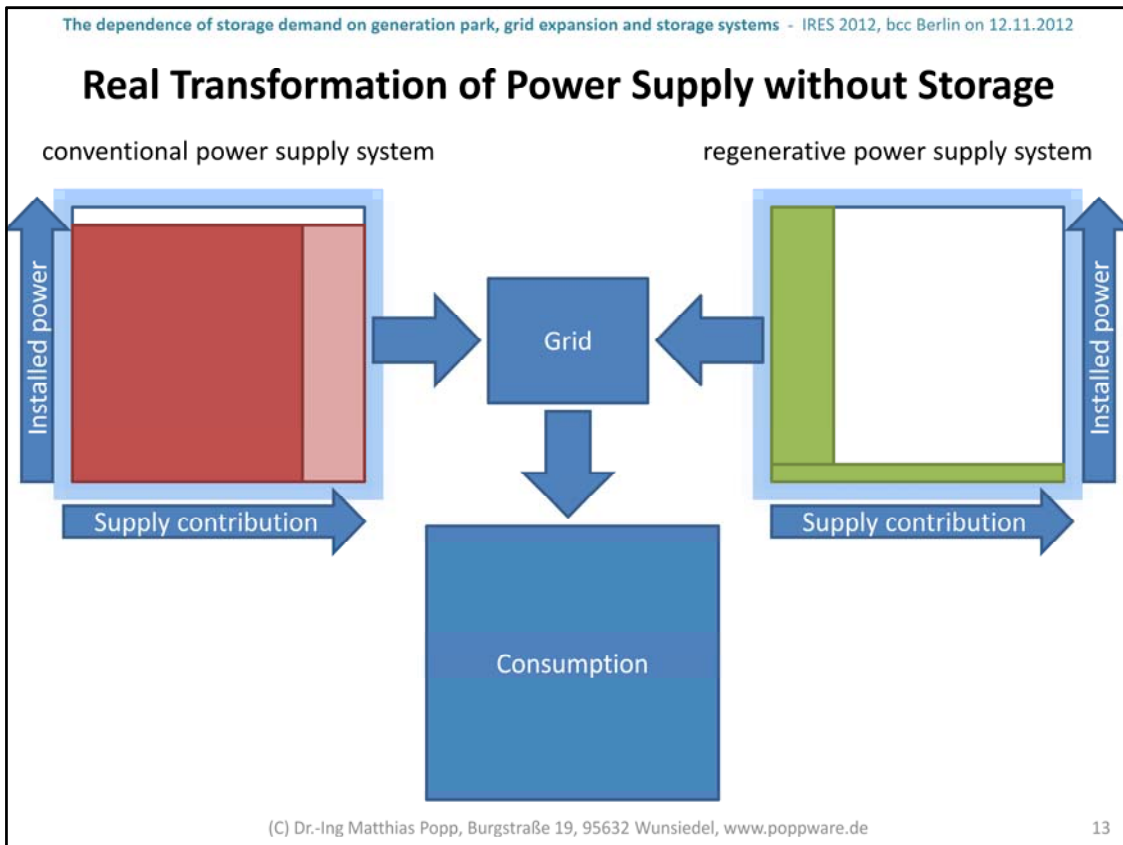 The dependence of storage demand on generation park, grid expansion and storage systems - IRES 2012, bcc Berlin on 12.11.2012
Real Transformation of Power Supply without Storage
conventional power supply system
regenerative power supply system
Installed power
Grid
Installed power
Supply contribution
Supply contribution
Consumption
(C) Dr.-Ing Matthias Popp, Burgstraße 19, 95632 Wunsiedel, www.poppware.de
13